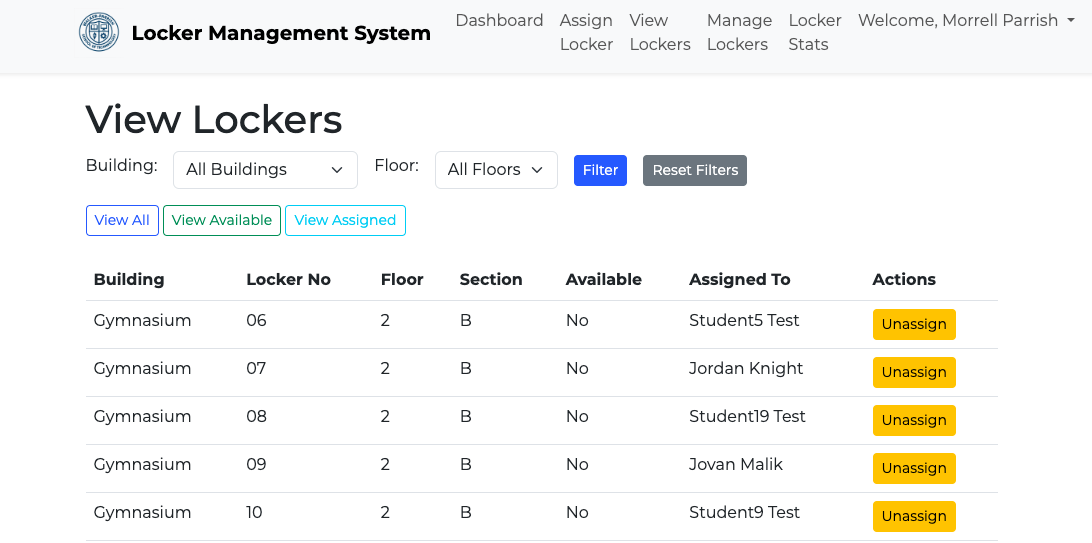 Locker Management System
Dashboard
Assign Locker
View Lockers
Manage Lockers
Locker Stats
Welcome, Morrell Parrish
View Lockers
Building: All Buildings Floor: All Floors Filter Reset Filters
View All View Available View Assigned
Building Locker No Floor Section Available Assigned To Actions
Gymnasium 06 2 B No Student5 Test Unassign
Gymnasium 07 2 B No Jordan Knight Unassign
Gymnasium 08 2 B No Student19 Test Unassign
Gymnasium 09 2 B No Jovan Malik Unassign
Gymnasium 10 2 B No Student9 Test Unassign